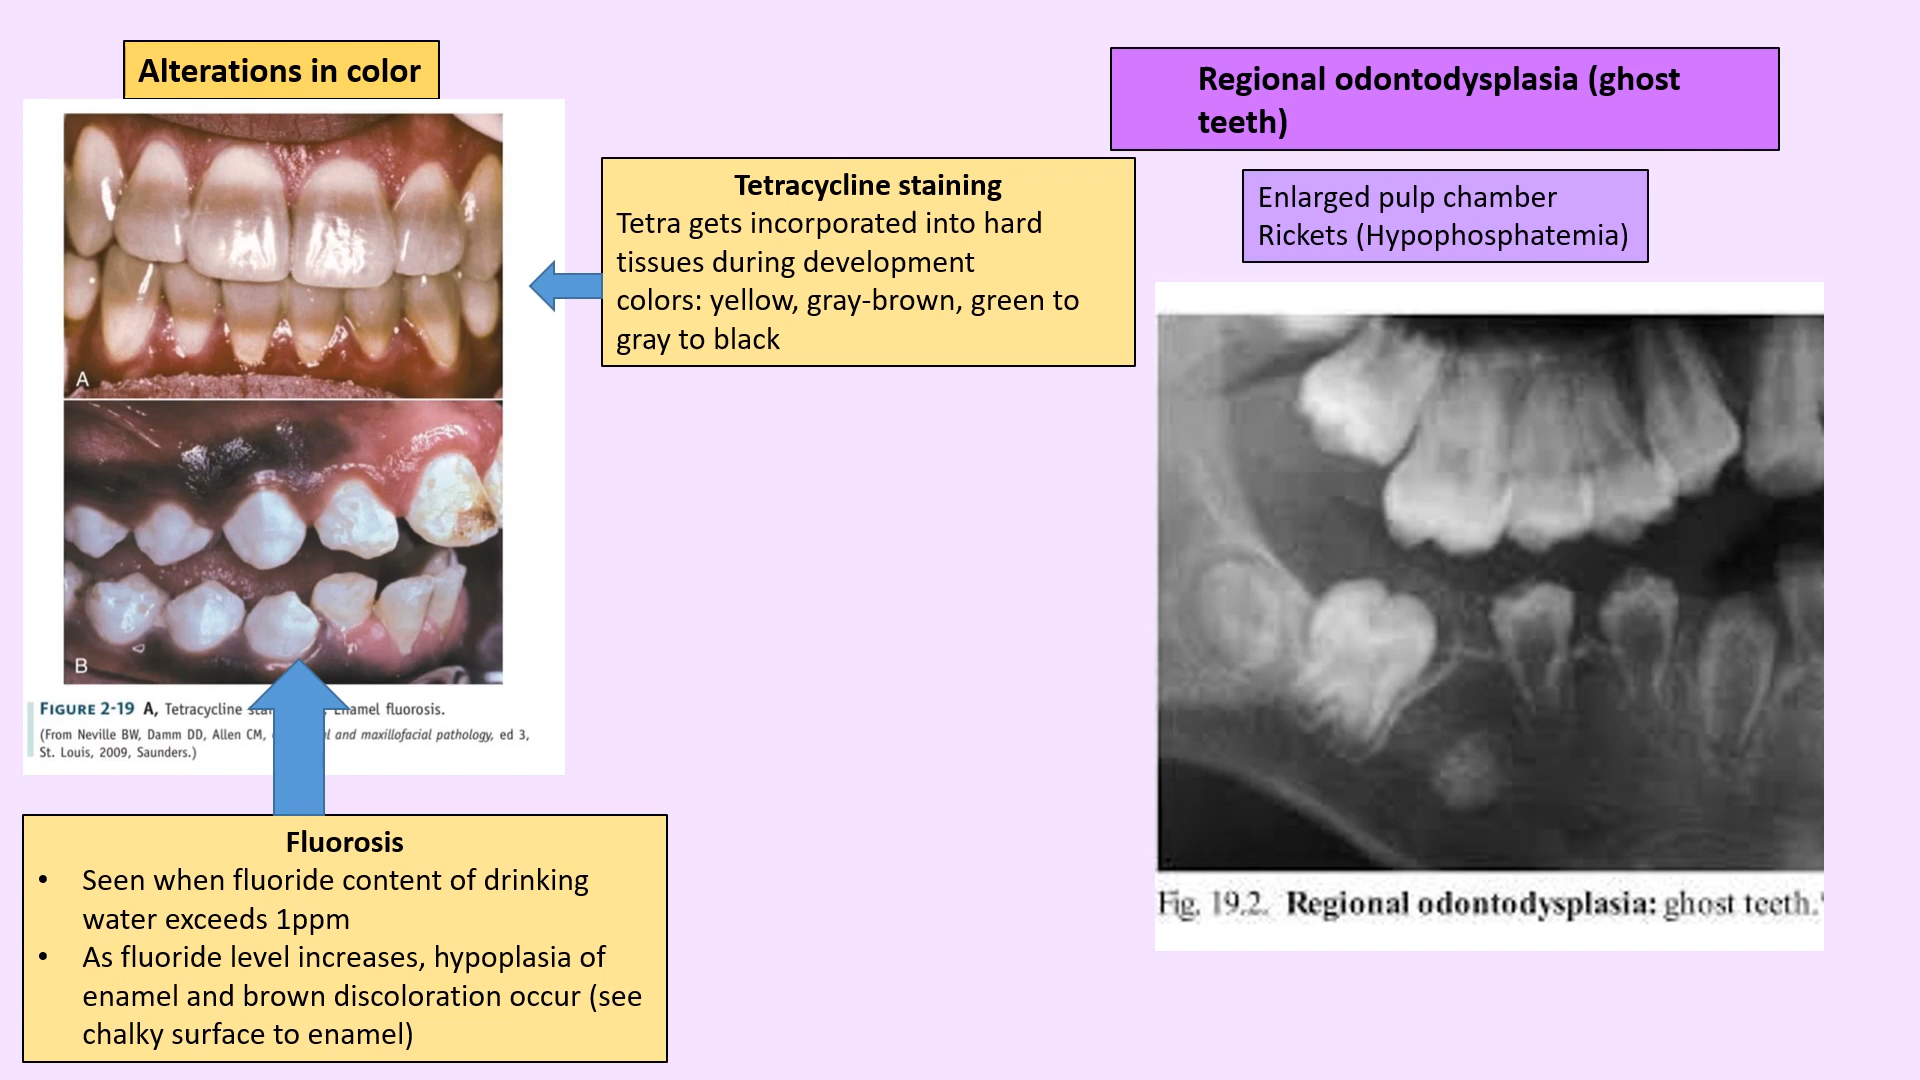 Alterations in color
A
B
FIGURE 2-19 A, Tetracycline Enamel fluorosis.
(From Neville BW, Damm DD, Allen CM, and maxillofacial pathology, ed 3,
St. Louis, 2009, Saunders.)
Tetracycline staining
Tetra gets incorporated into hard
tissues during development
colors: yellow, gray-brown, green to
gray to black
Fluorosis
• Seen when fluoride content of drinking
water exceeds 1ppm
• As fluoride level increases, hypoplasia of
enamel and brown discoloration occur (see
chalky surface to enamel)
Regional odontodysplasia (ghost
teeth)
Enlarged pulp chamber
Rickets (Hypophosphatemia)
Fig. 19.2. Regional odontodysplasia: ghost teeth.